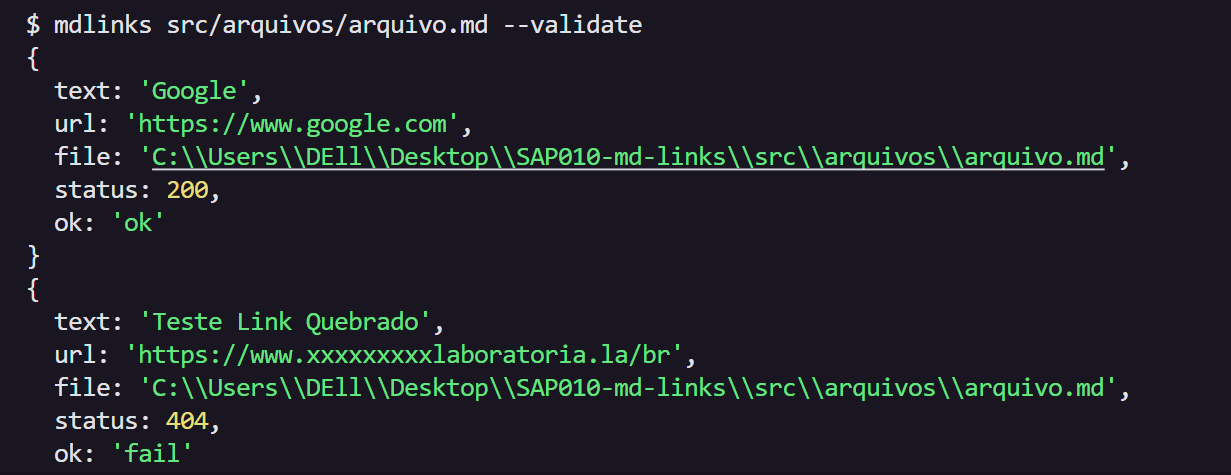 $ mdlinks src/arquivos/arquivo.md --validate
{
  text: 'Google',
  url: 'https://www.google.com',
  file: 'C:\\Users\\DEll\\Desktop\\SAP010-md-links\\src\\arquivos\\arquivo.md',
  status: 200,
  ok: 'ok'
}
{
  text: 'Teste Link Quebrado',
  url: 'https://www.xxxxxxxxxlaboratoria.la/br',
  file: 'C:\\Users\\DEll\\Desktop\\SAP010-md-links\\src\\arquivos\\arquivo.md',
  status: 404,
  ok: 'fail'